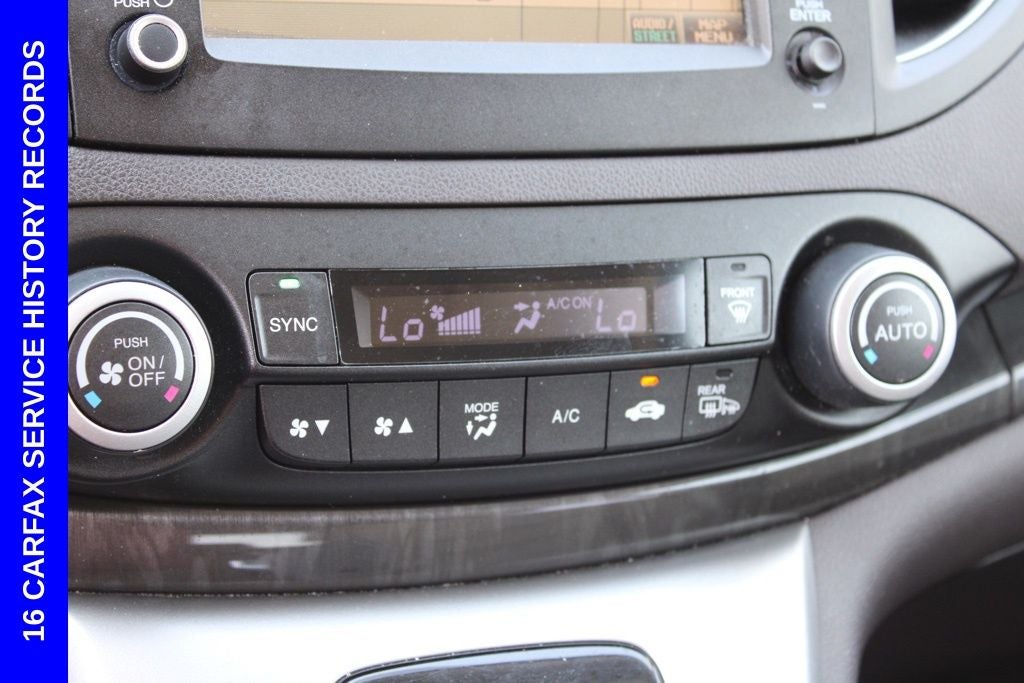 16 CARFAX SERVICE HISTORY RECORDS
PUSH
AUDIO/
STREET
MAP
MENU
PUSH
ENTER
SYNC
Lo
A/C ON
Lo
FRONT
PUSH
ON/
OFF
PUSH
AUTO
MODE
A/C
REAR